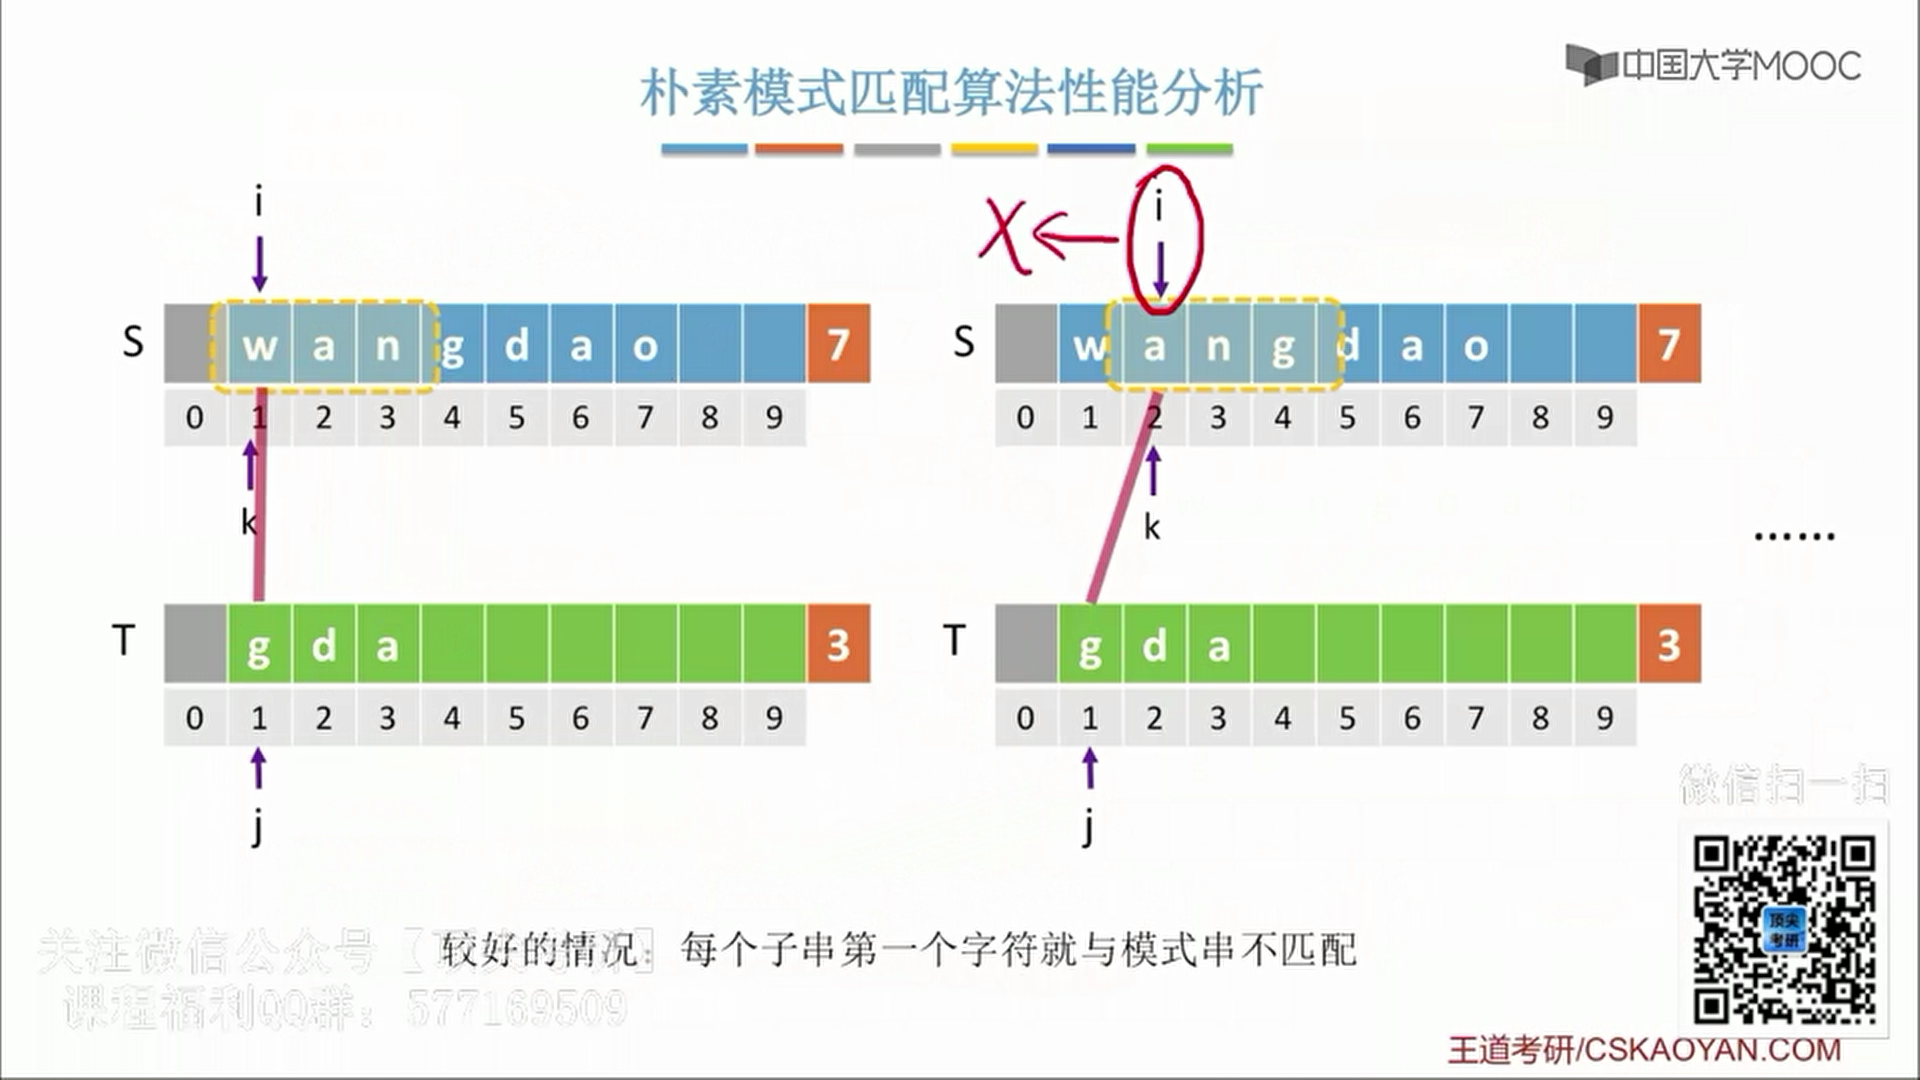 中国大学MOOC
朴素模式匹配算法性能分析
i
X
i
S
w a n g d a o 7
0 1 2 3 4 5 6 7 8 9
k
S
w a n g d a o 7
0 1 2 3 4 5 6 7 8 9
k
......
T
g d a 3
0 1 2 3 4 5 6 7 8 9
j
T
g d a 3
0 1 2 3 4 5 6 7 8 9
j
微信扫一扫
顶尖
考研
关注微信公众号
较好的情况：每个子串第一个字符就与模式串不匹配
课程福利QQ群：577169509
王道考研/CSKAOYAN.COM